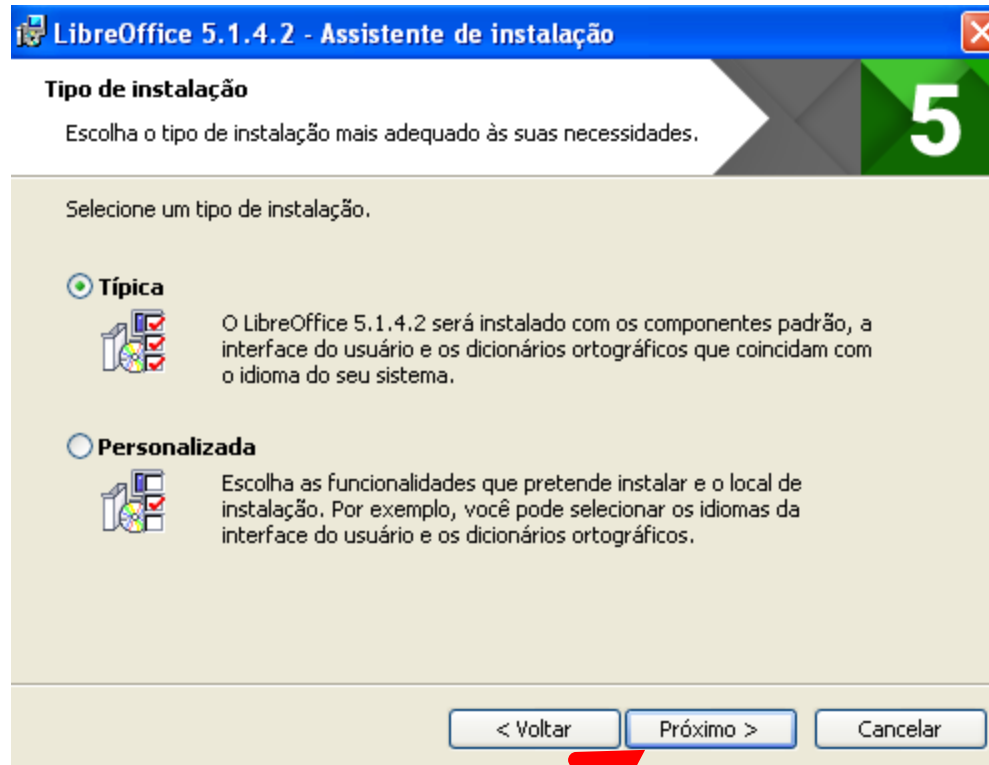 LibreOffice 5.1.4.2 - Assistente de instalação
Tipo de instalação
Escolha o tipo de instalação mais adequado às suas necessidades.
5
Selecione um tipo de instalação.
Típica
O LibreOffice 5.1.4.2 será instalado com os componentes padrão, a
interface do usuário e os dicionários ortográficos que coincidam com
o idioma do seu sistema.
Personalizada
Escolha as funcionalidades que pretende instalar e o local de
instalação. Por exemplo, você pode selecionar os idiomas da
interface do usuário e os dicionários ortográficos.
< Voltar
Próximo >
Cancelar